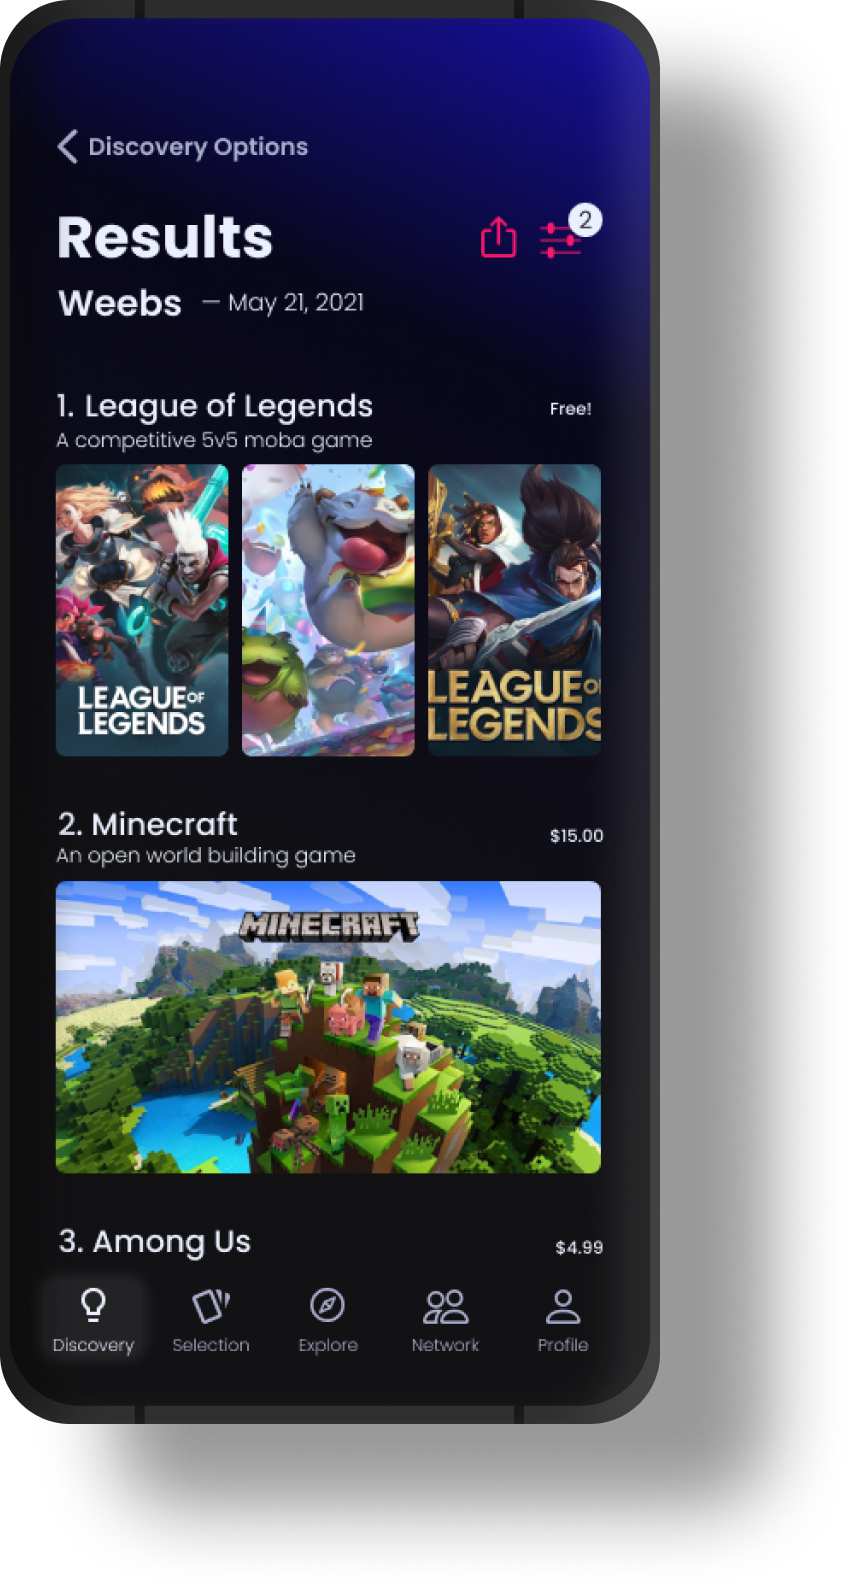 Discovery Options
Results
2
Weebs — May 21, 2021
1. League of Legends
Free!
A competitive 5v5 moba game
LEAGUE OF
LEGENDS
LEAGUE OF
LEGENDS
2. Minecraft
$15.00
An open world building game
MINECRAFT
3. Among Us
$4.99
Discovery
Selection
Explore
Network
Profile